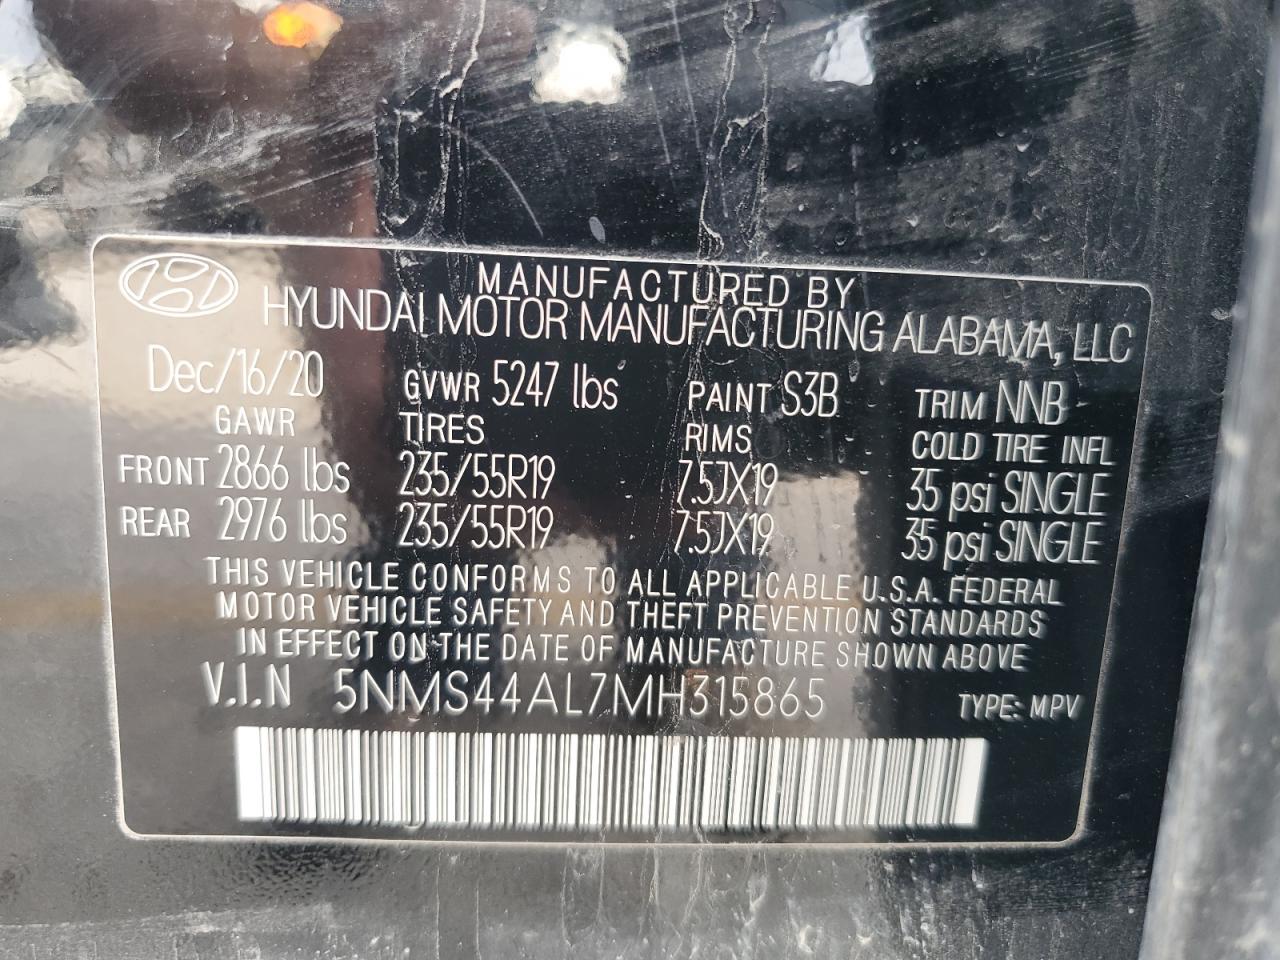 MANUFACTURED BY
HYUNDAI MOTOR MANUFACTURING ALABAMA, LLC
Dec/16/20 GVWR 5247 lbs PAINT S3B TRIM NNB
GAWR TIRES RIMS COLD TIRE INFL
FRONT 2866 lbs 235/55R19 7.5JX19 35 psi SINGLE
REAR 2976 lbs 235/55R19 7.5JX19 35 psi SINGLE
THIS VEHICLE CONFORMS TO ALL APPLICABLE U.S.A. FEDERAL
MOTOR VEHICLE SAFETY AND THEFT PREVENTION STANDARDS
IN EFFECT ON THE DATE OF MANUFACTURE SHOWN ABOVE
V.I.N 5NMS44AL7MH315865 TYPE: MPV